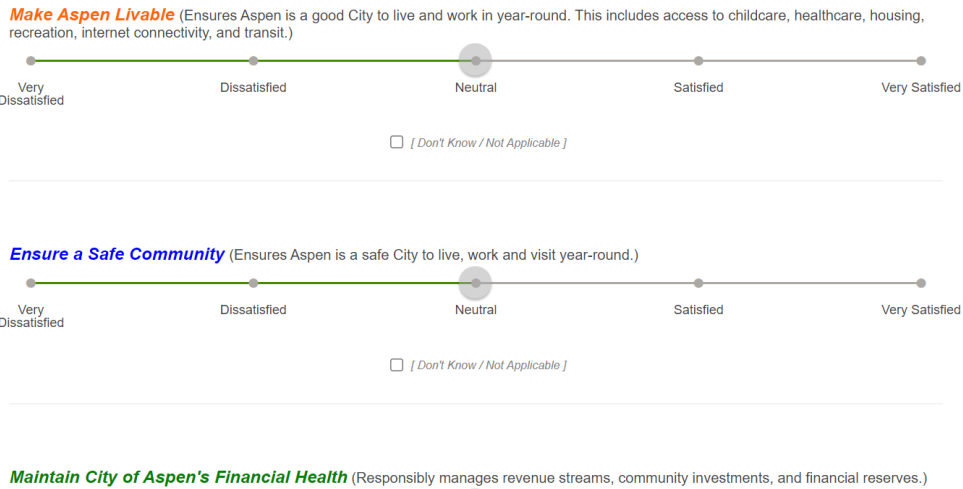 Make Aspen Livable (Ensures Aspen is a good City to live and work in year-round. This includes access to childcare, healthcare, housing,
recreation, internet connectivity, and transit.)
Very Dissatisfied Neutral Satisfied Very Satisfied
Dissatisfied
[ Don't Know / Not Applicable ]
Ensure a Safe Community (Ensures Aspen is a safe City to live, work and visit year-round.)
Very Dissatisfied Neutral Satisfied Very Satisfied
Dissatisfied
[ Don't Know / Not Applicable ]
Maintain City of Aspen's Financial Health (Responsibly manages revenue streams, community investments, and financial reserves.)